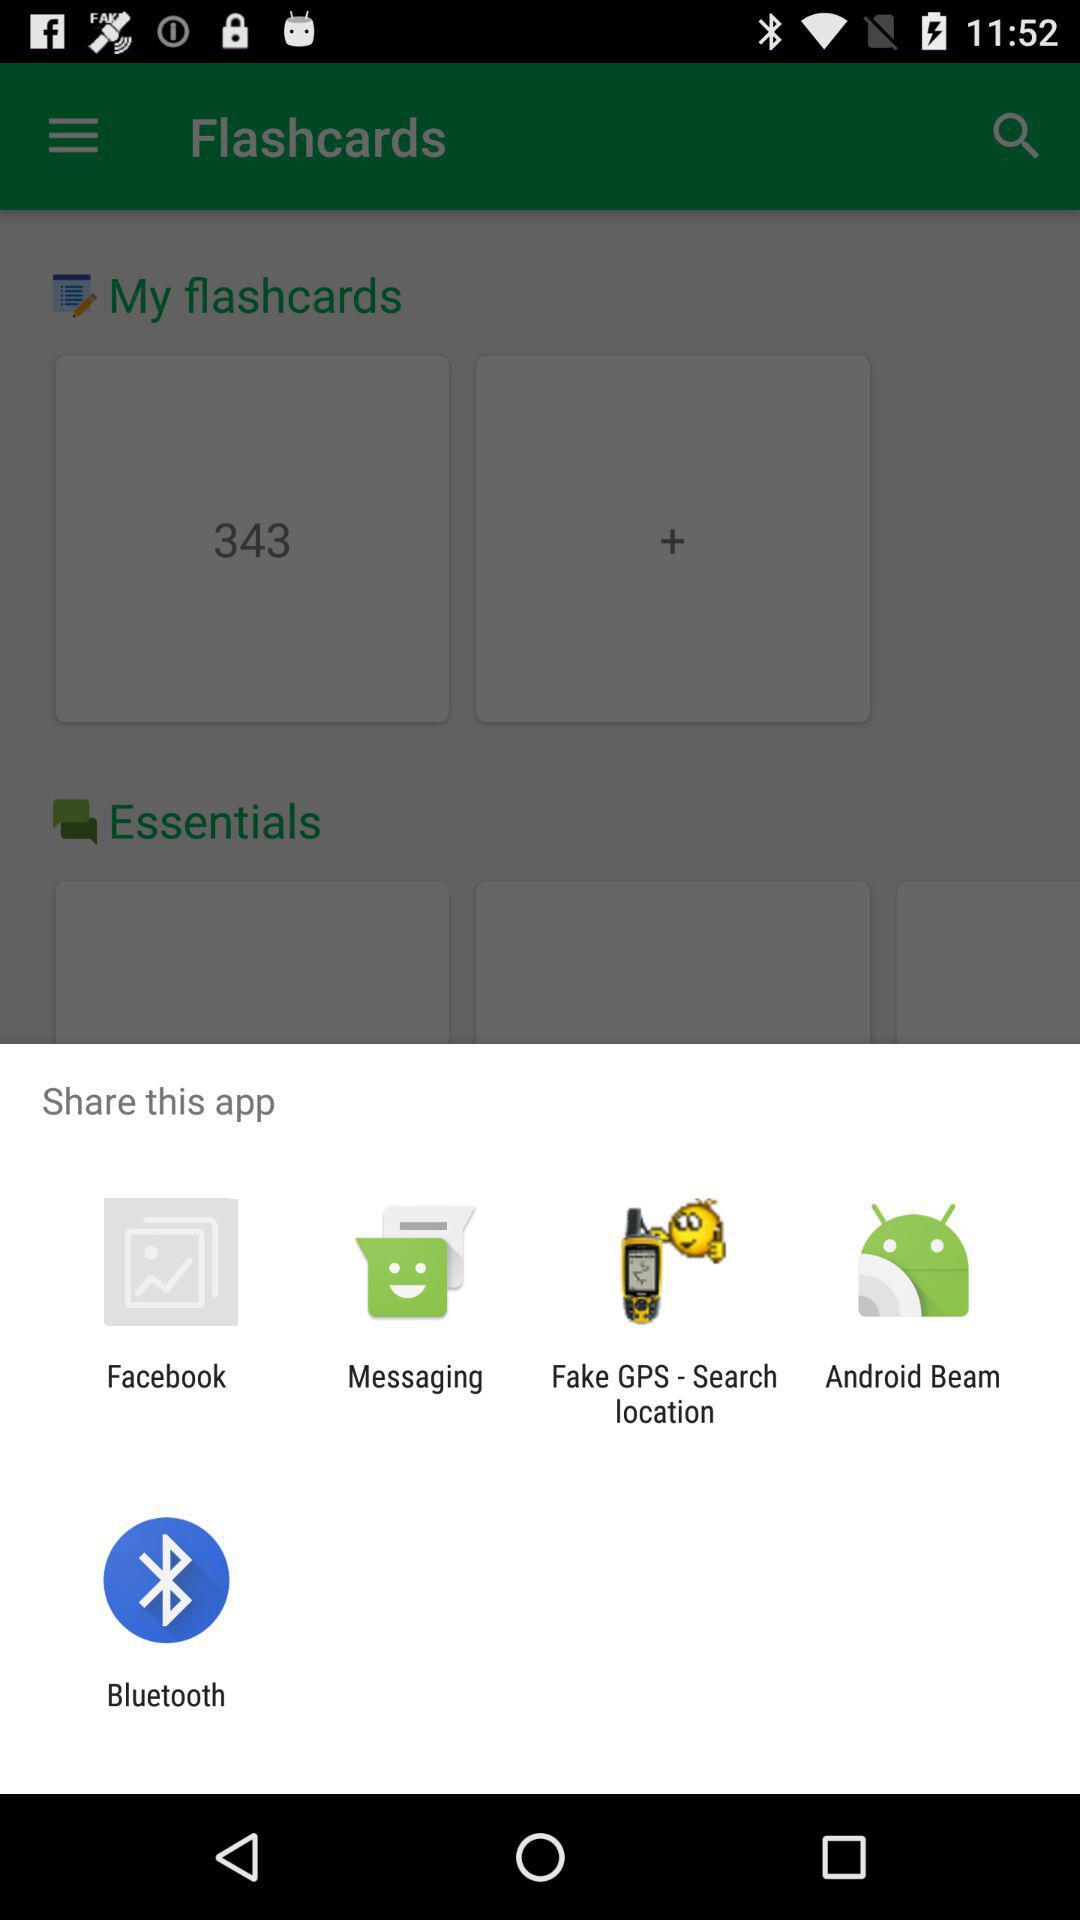 FAKE
11:52
Flashcards
My flashcards
343
+
Essentials
Share this app
Facebook
Messaging
Fake GPS - Search
location
Android Beam
Bluetooth